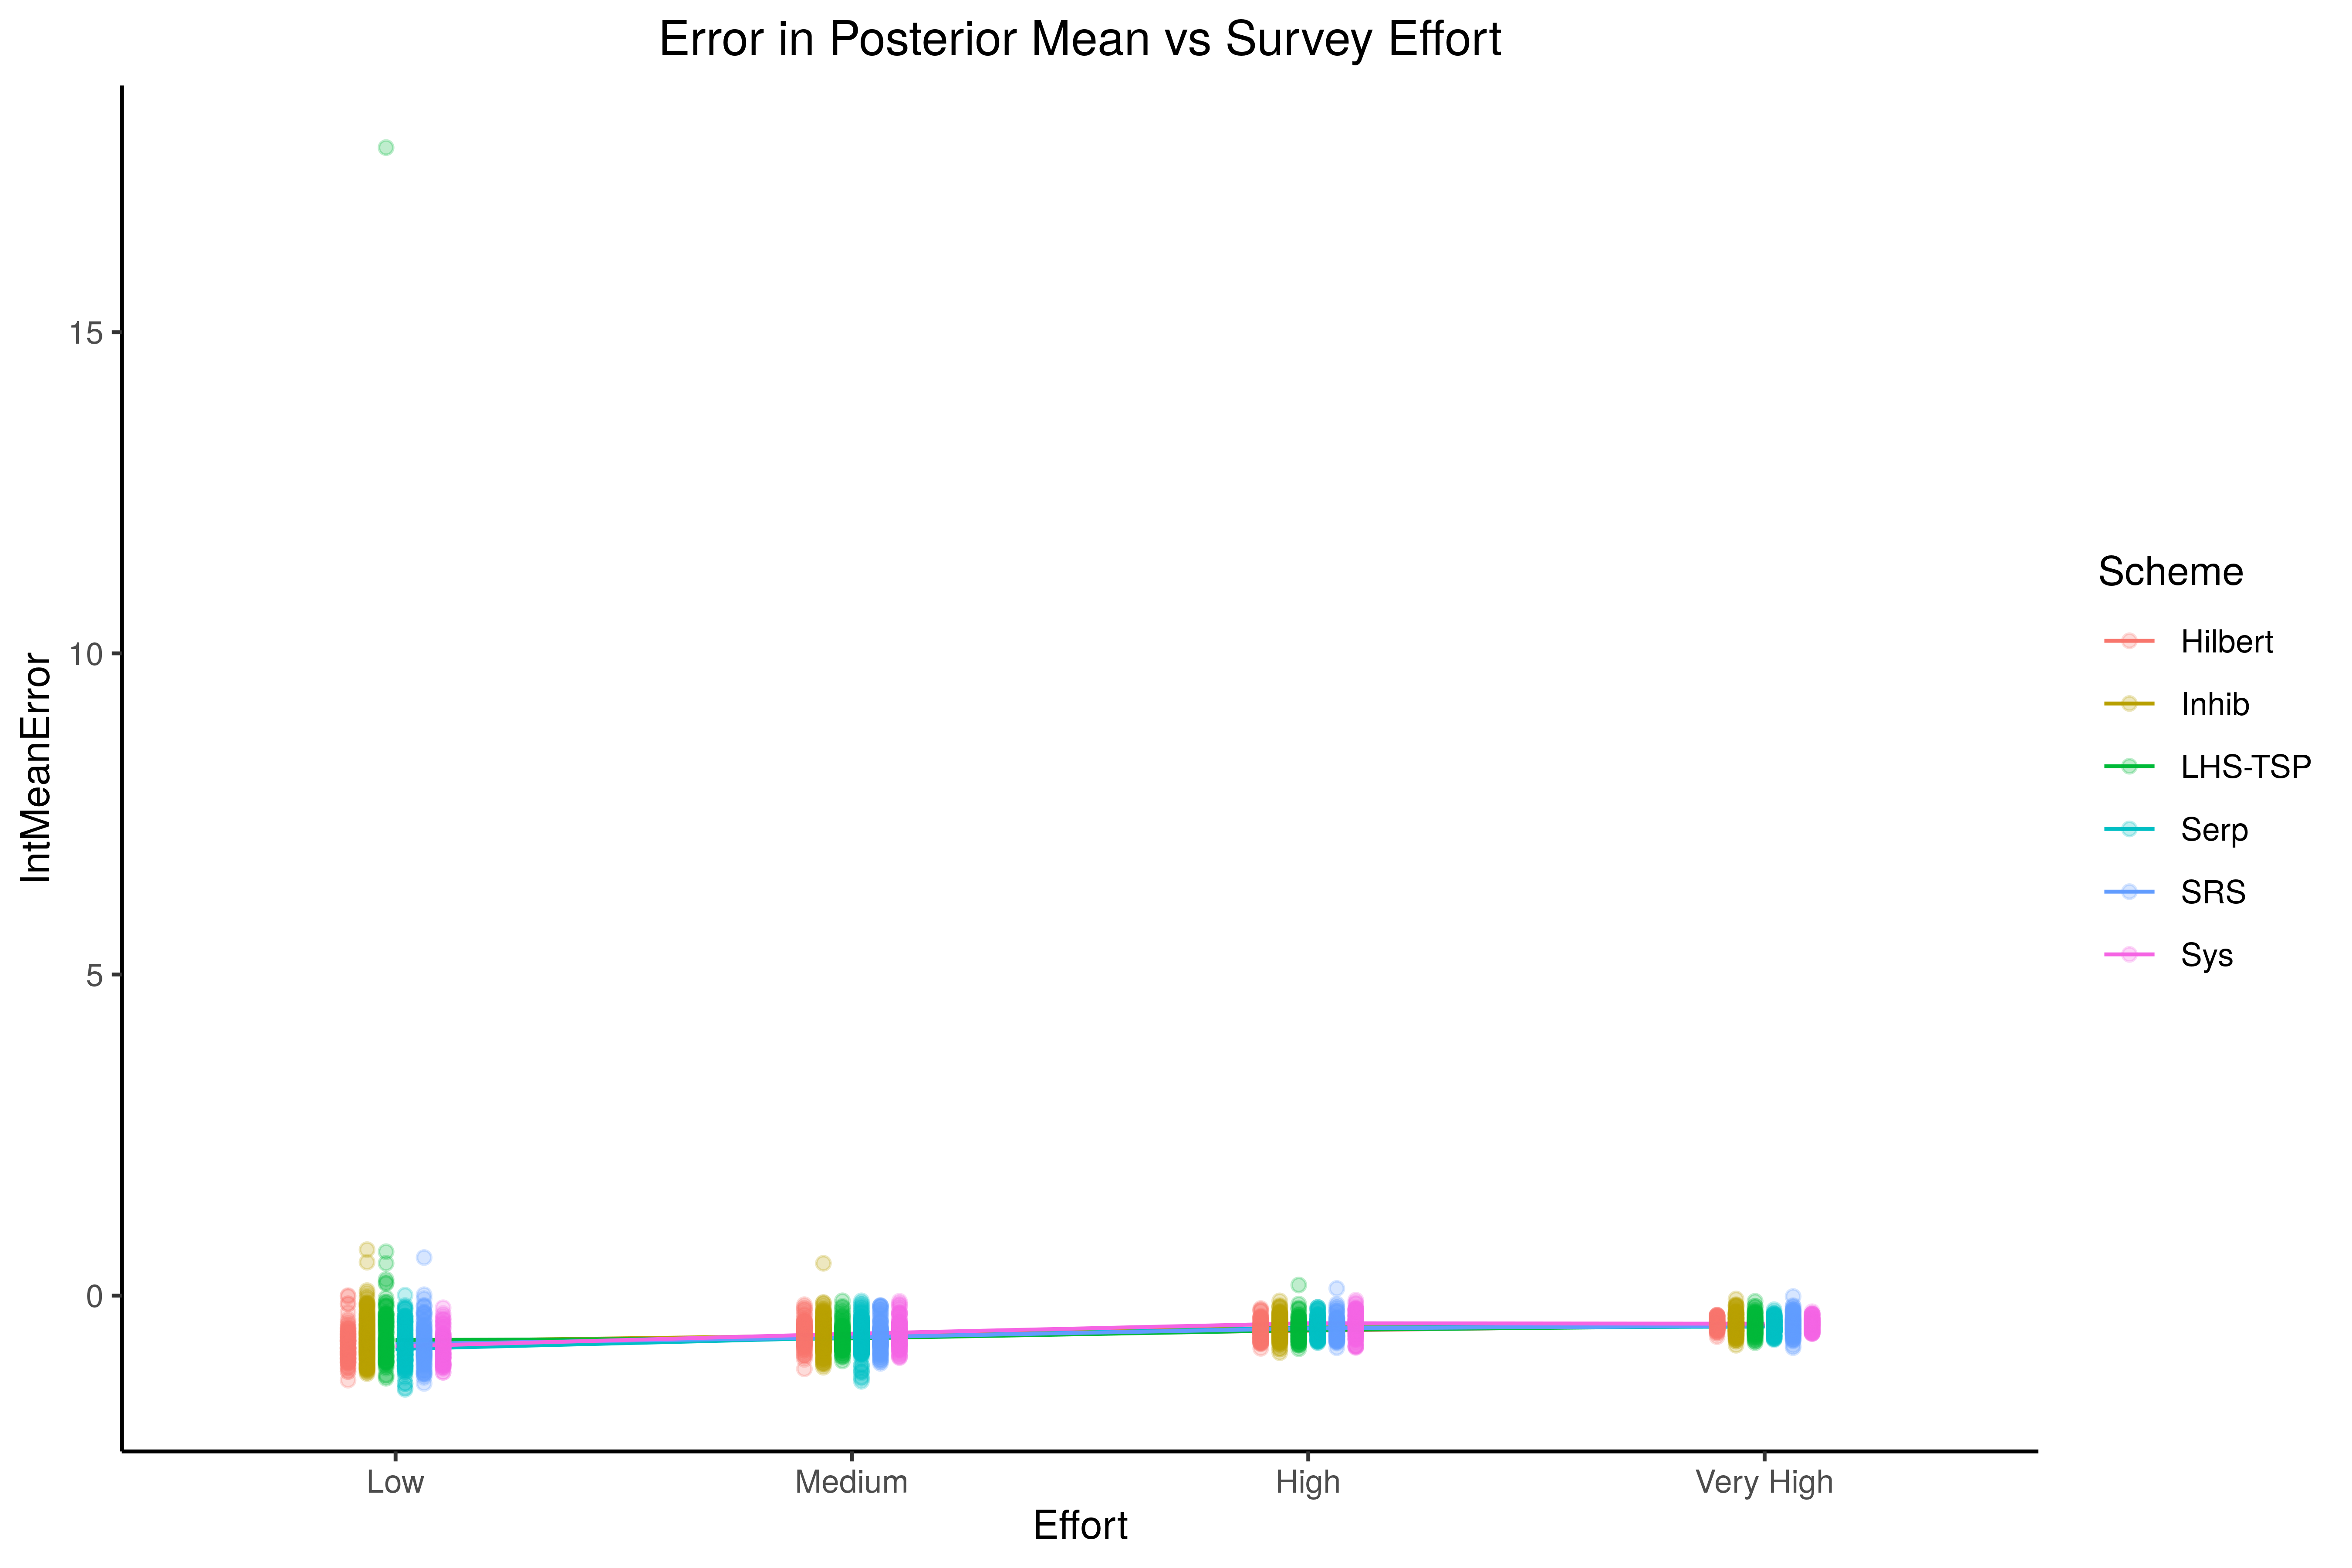 Error in Posterior Mean vs Survey Effort
IntMeanError
15
10
5
0
Low
Medium
High
Very High
Effort
Scheme
Hilbert
Inhib
LHS-TSP
Serp
SRS
Sys